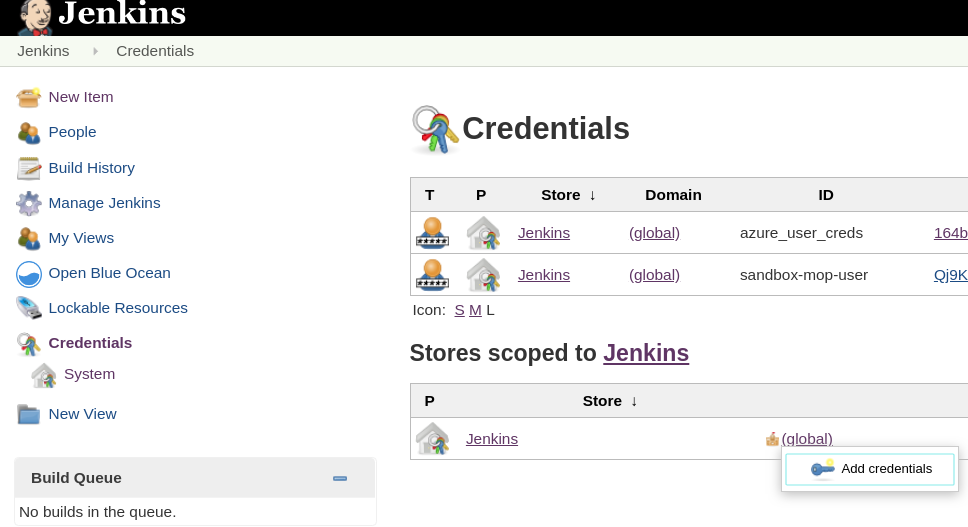 Jenkins
Jenkins Credentials
New Item
People
Build History
Manage Jenkins
My Views
Open Blue Ocean
Lockable Resources
Credentials
System
New View
Build Queue
No builds in the queue.
Credentials
T P Store ↓ Domain ID
Jenkins (global) azure_user_creds 164b
Jenkins (global) sandbox-mop-user Qj9K
Icon: S M L
Stores scoped to Jenkins
P Store ↓
Jenkins (global)
Add credentials